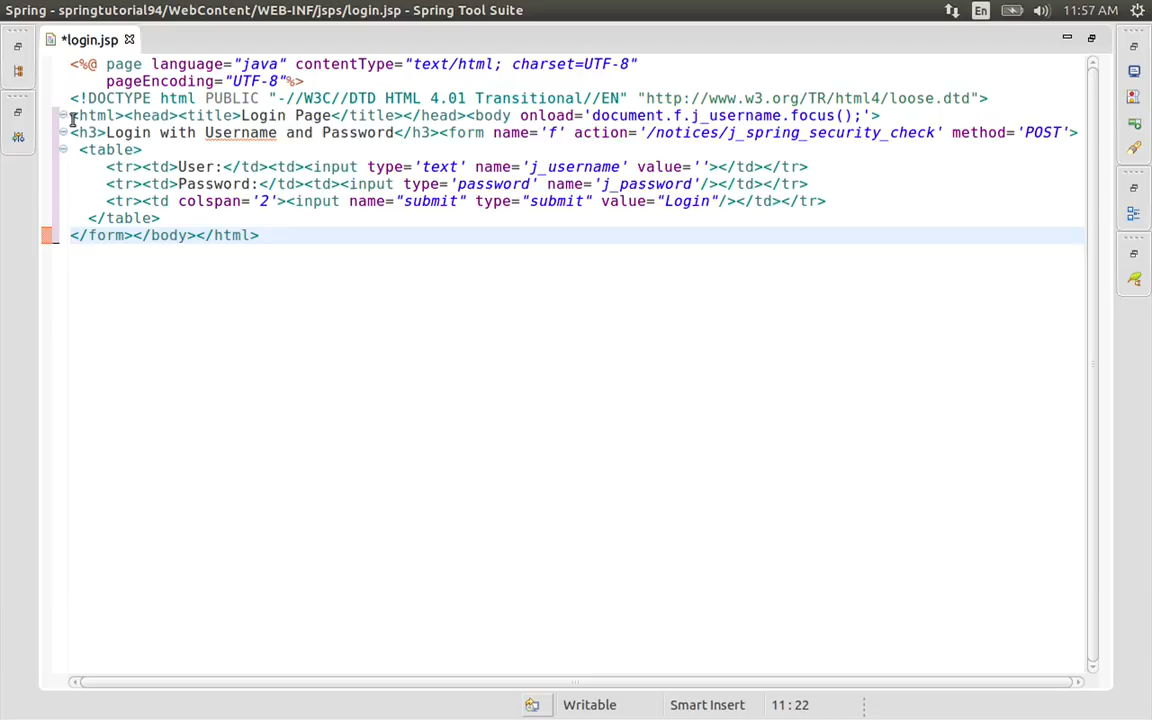 Spring - springtutorial94/WebContent/WEB-INF/jsps/login.jsp - Spring Tool Suite
En
11:57 AM
*login.jsp
<%@ page language="java" contentType="text/html; charset=UTF-8"
pageEncoding="UTF-8"%>
<!DOCTYPE html PUBLIC "-//W3C//DTD HTML 4.01 Transitional//EN" "http://www.w3.org/TR/html4/loose.dtd">
<html><head><title>Login Page</title></head><body onload='document.f.j_username.focus();'>
<h3>Login with Username and Password</h3><form name='f' action='/notices/j_spring_security_check' method='POST'>
<table>
<tr><td>User:</td><td><input type='text' name='j_username' value=''></td></tr>
<tr><td>Password:</td><td><input type='password' name='j_password'/></td></tr>
<tr><td colspan='2'><input name="submit" type="submit" value="Login"/></td></tr>
</table>
</form></body></html>
Writable
Smart Insert
11 : 22